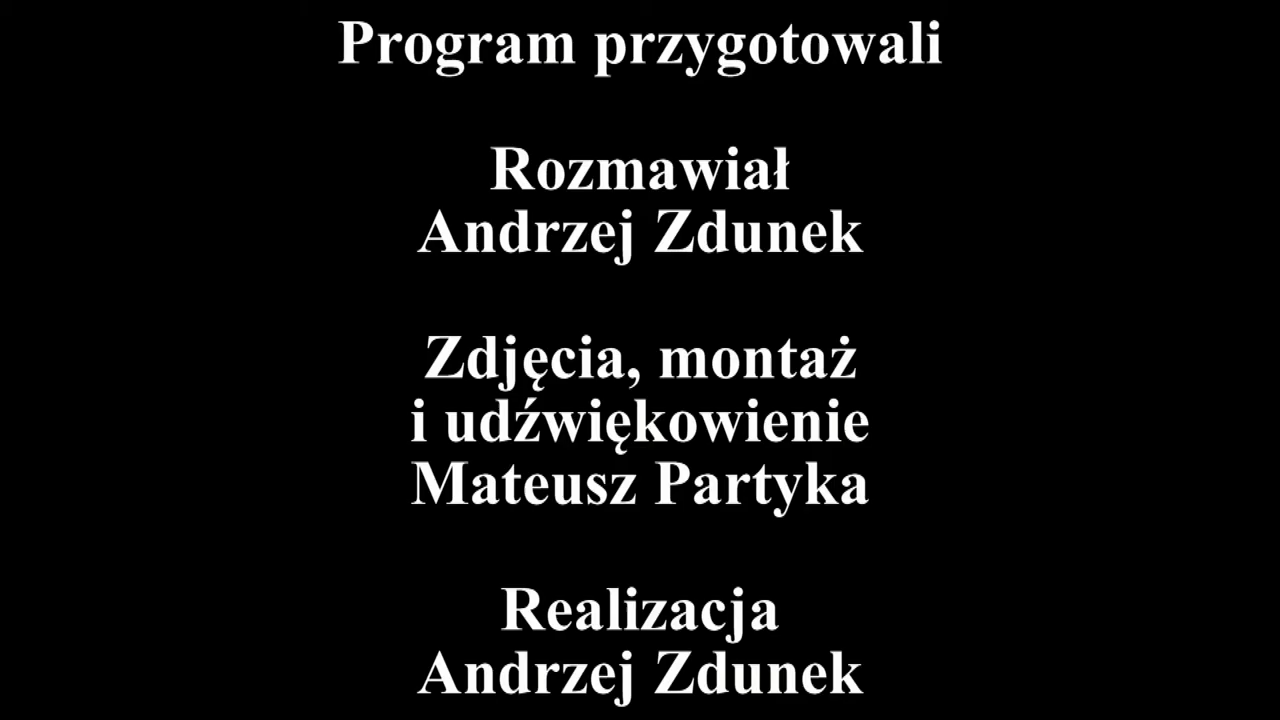 Program przygotowali
Rozmawiał
Andrzej Zdunek
Zdjęcia, montaż
i udźwiękowienie
Mateusz Partyka
Realizacja
Andrzej Zdunek